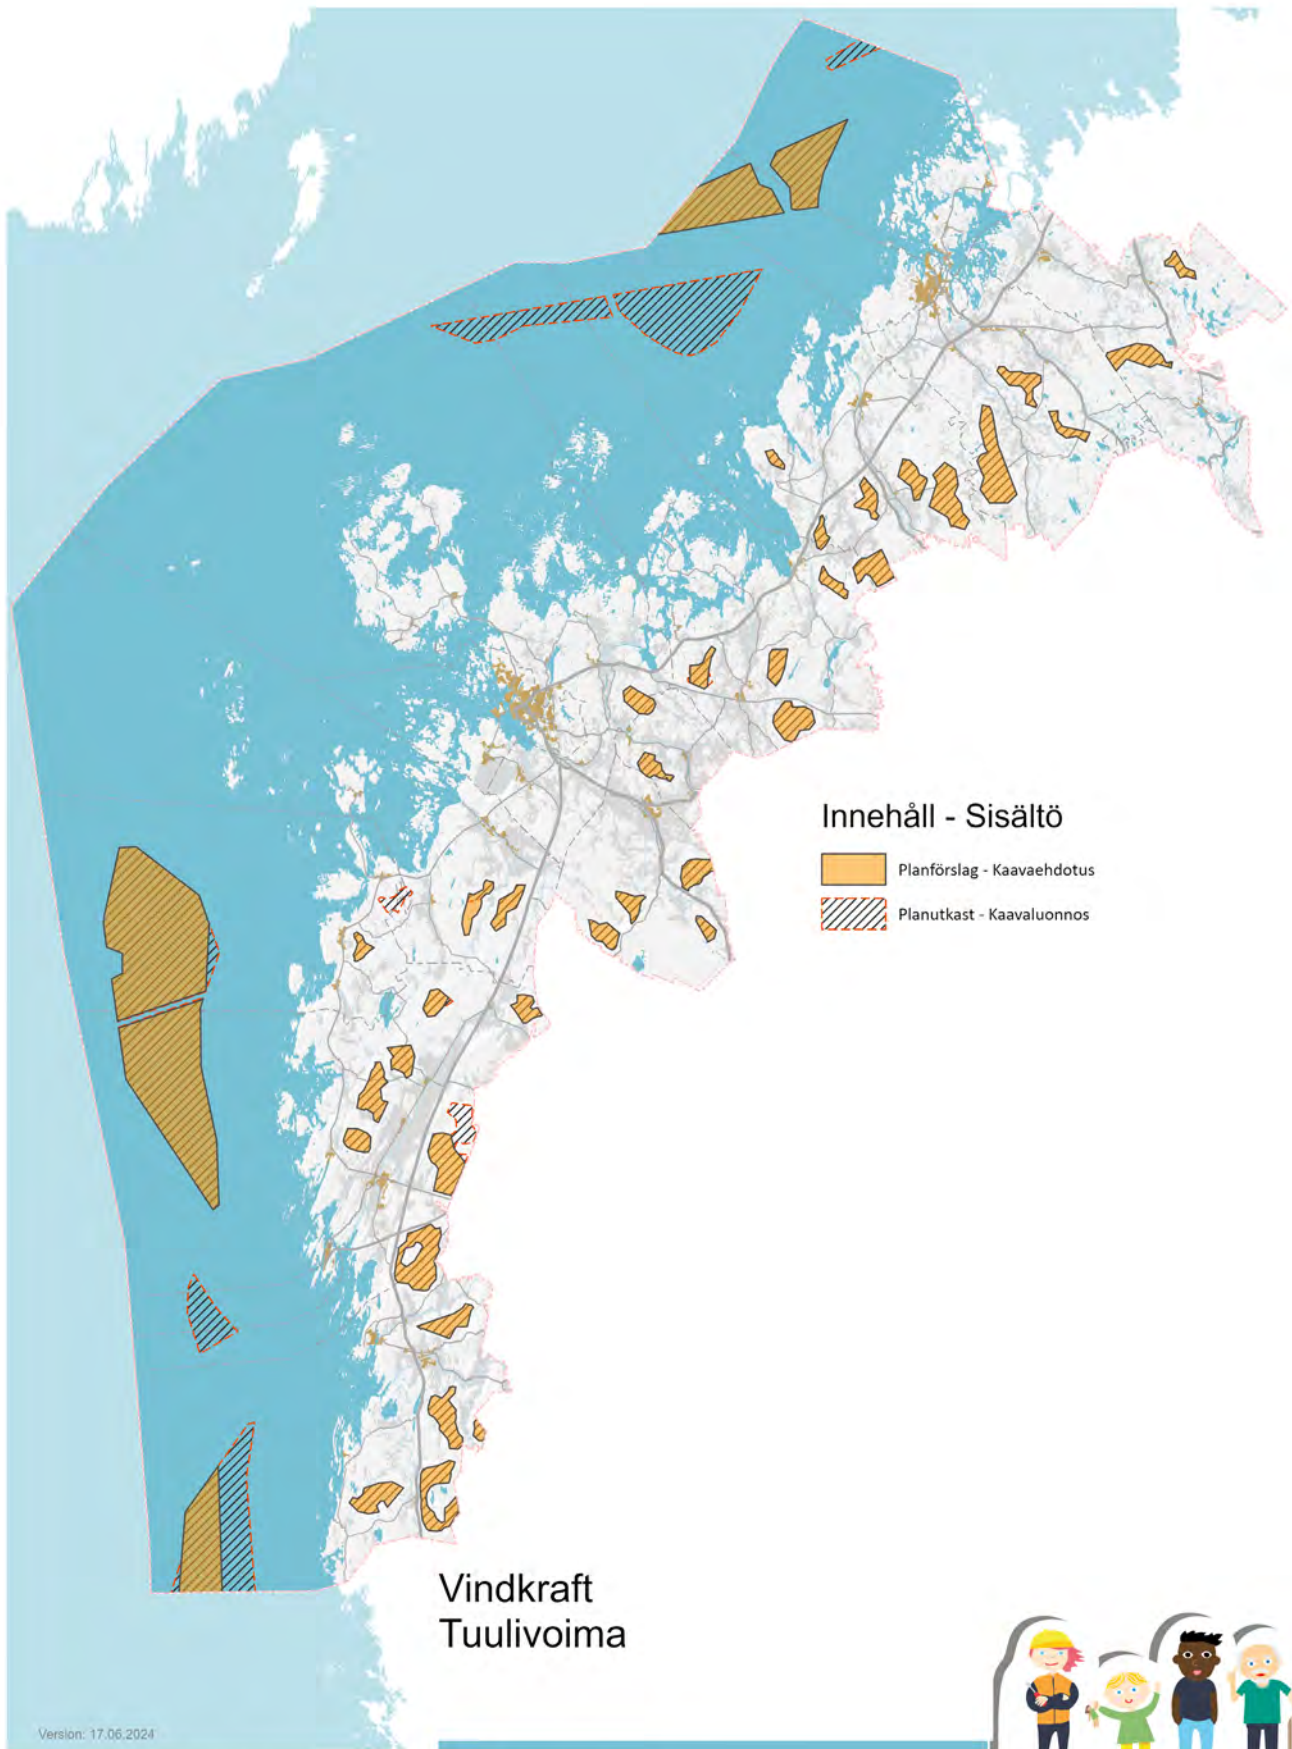 Innehåll - Sisältö
Planförslag - Kaavaehdotus
Planutkast - Kaavaluonnos
Vindkraft
Tuulivoima
Version: 17.06.2024